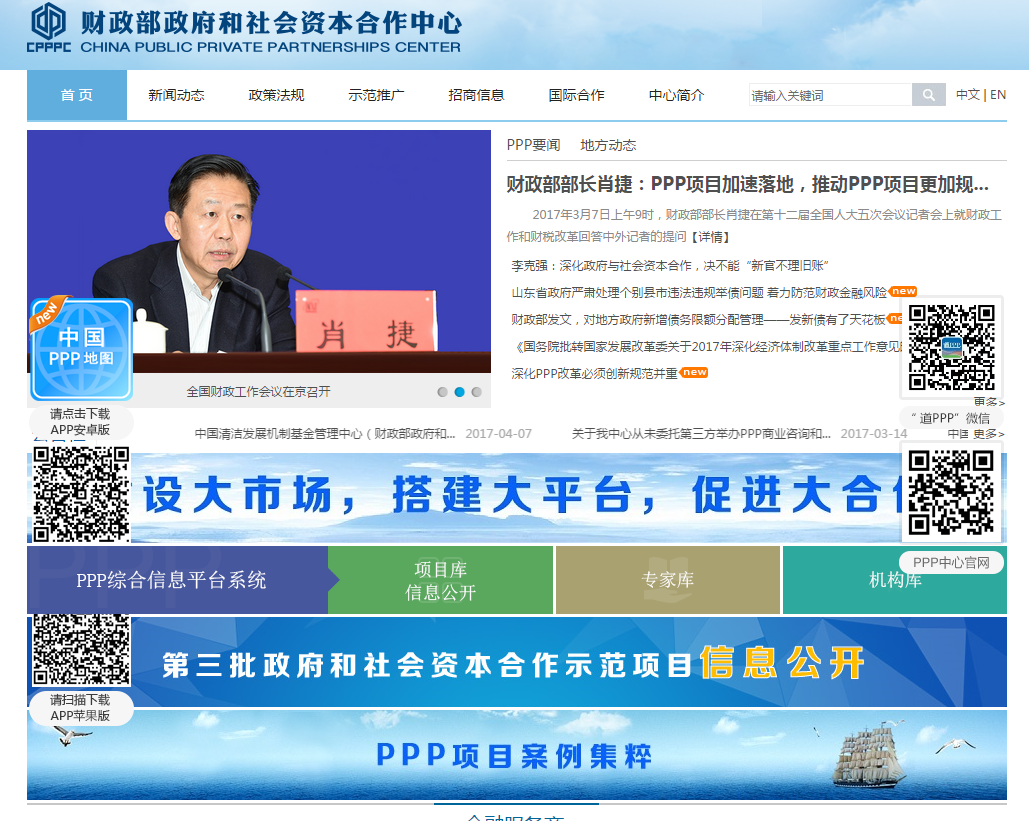 财政部政府和社会资本合作中心
CPPPC
CHINA PUBLIC PRIVATE PARTNERSHIPS CENTER
首 页 新闻动态 政策法规 示范推广 招商信息 国际合作 中心简介 请输入关键词 中文 | EN
PPP要闻 地方动态
财政部部长肖捷：PPP项目加速落地，推动PPP项目更加规...
2017年3月7日上午9时，财政部部长肖捷在第十二届全国人大五次会议记者会上就财政工
作和财税改革回答中外记者的提问【详情】
李克强：深化政府与社会资本合作，决不能“新官不理旧账”
山东省政府严肃处理个别县市违法违规举债问题 着力防范财政金融风险 new
财政部发文，对地方政府新增债务限额分配管理——发新债有了天花板 ne
《国务院批转国家发展改革委关于2017年深化经济体制改革重点工作意见
深化PPP改革必须创新规范并重 new
更多>
肖 捷
全国财政工作会议在京召开
new
中国
PPP 地图
请点击下载
APP安卓版
“道PPP”微信
中国清洁发展机制基金管理中心（财政部政府和... 2017-04-07 关于我中心从未委托第三方举办PPP商业咨询和... 2017-03-14 中国 更多>
设大市场，搭建大平台，促进大合
PPP中心官网
PPP综合信息平台系统
项目库
信息公开
专家库
机构库
第三批政府和社会资本合作示范项目信息公开
请扫描下载
APP苹果版
PPP项目案例集粹
金融服务商